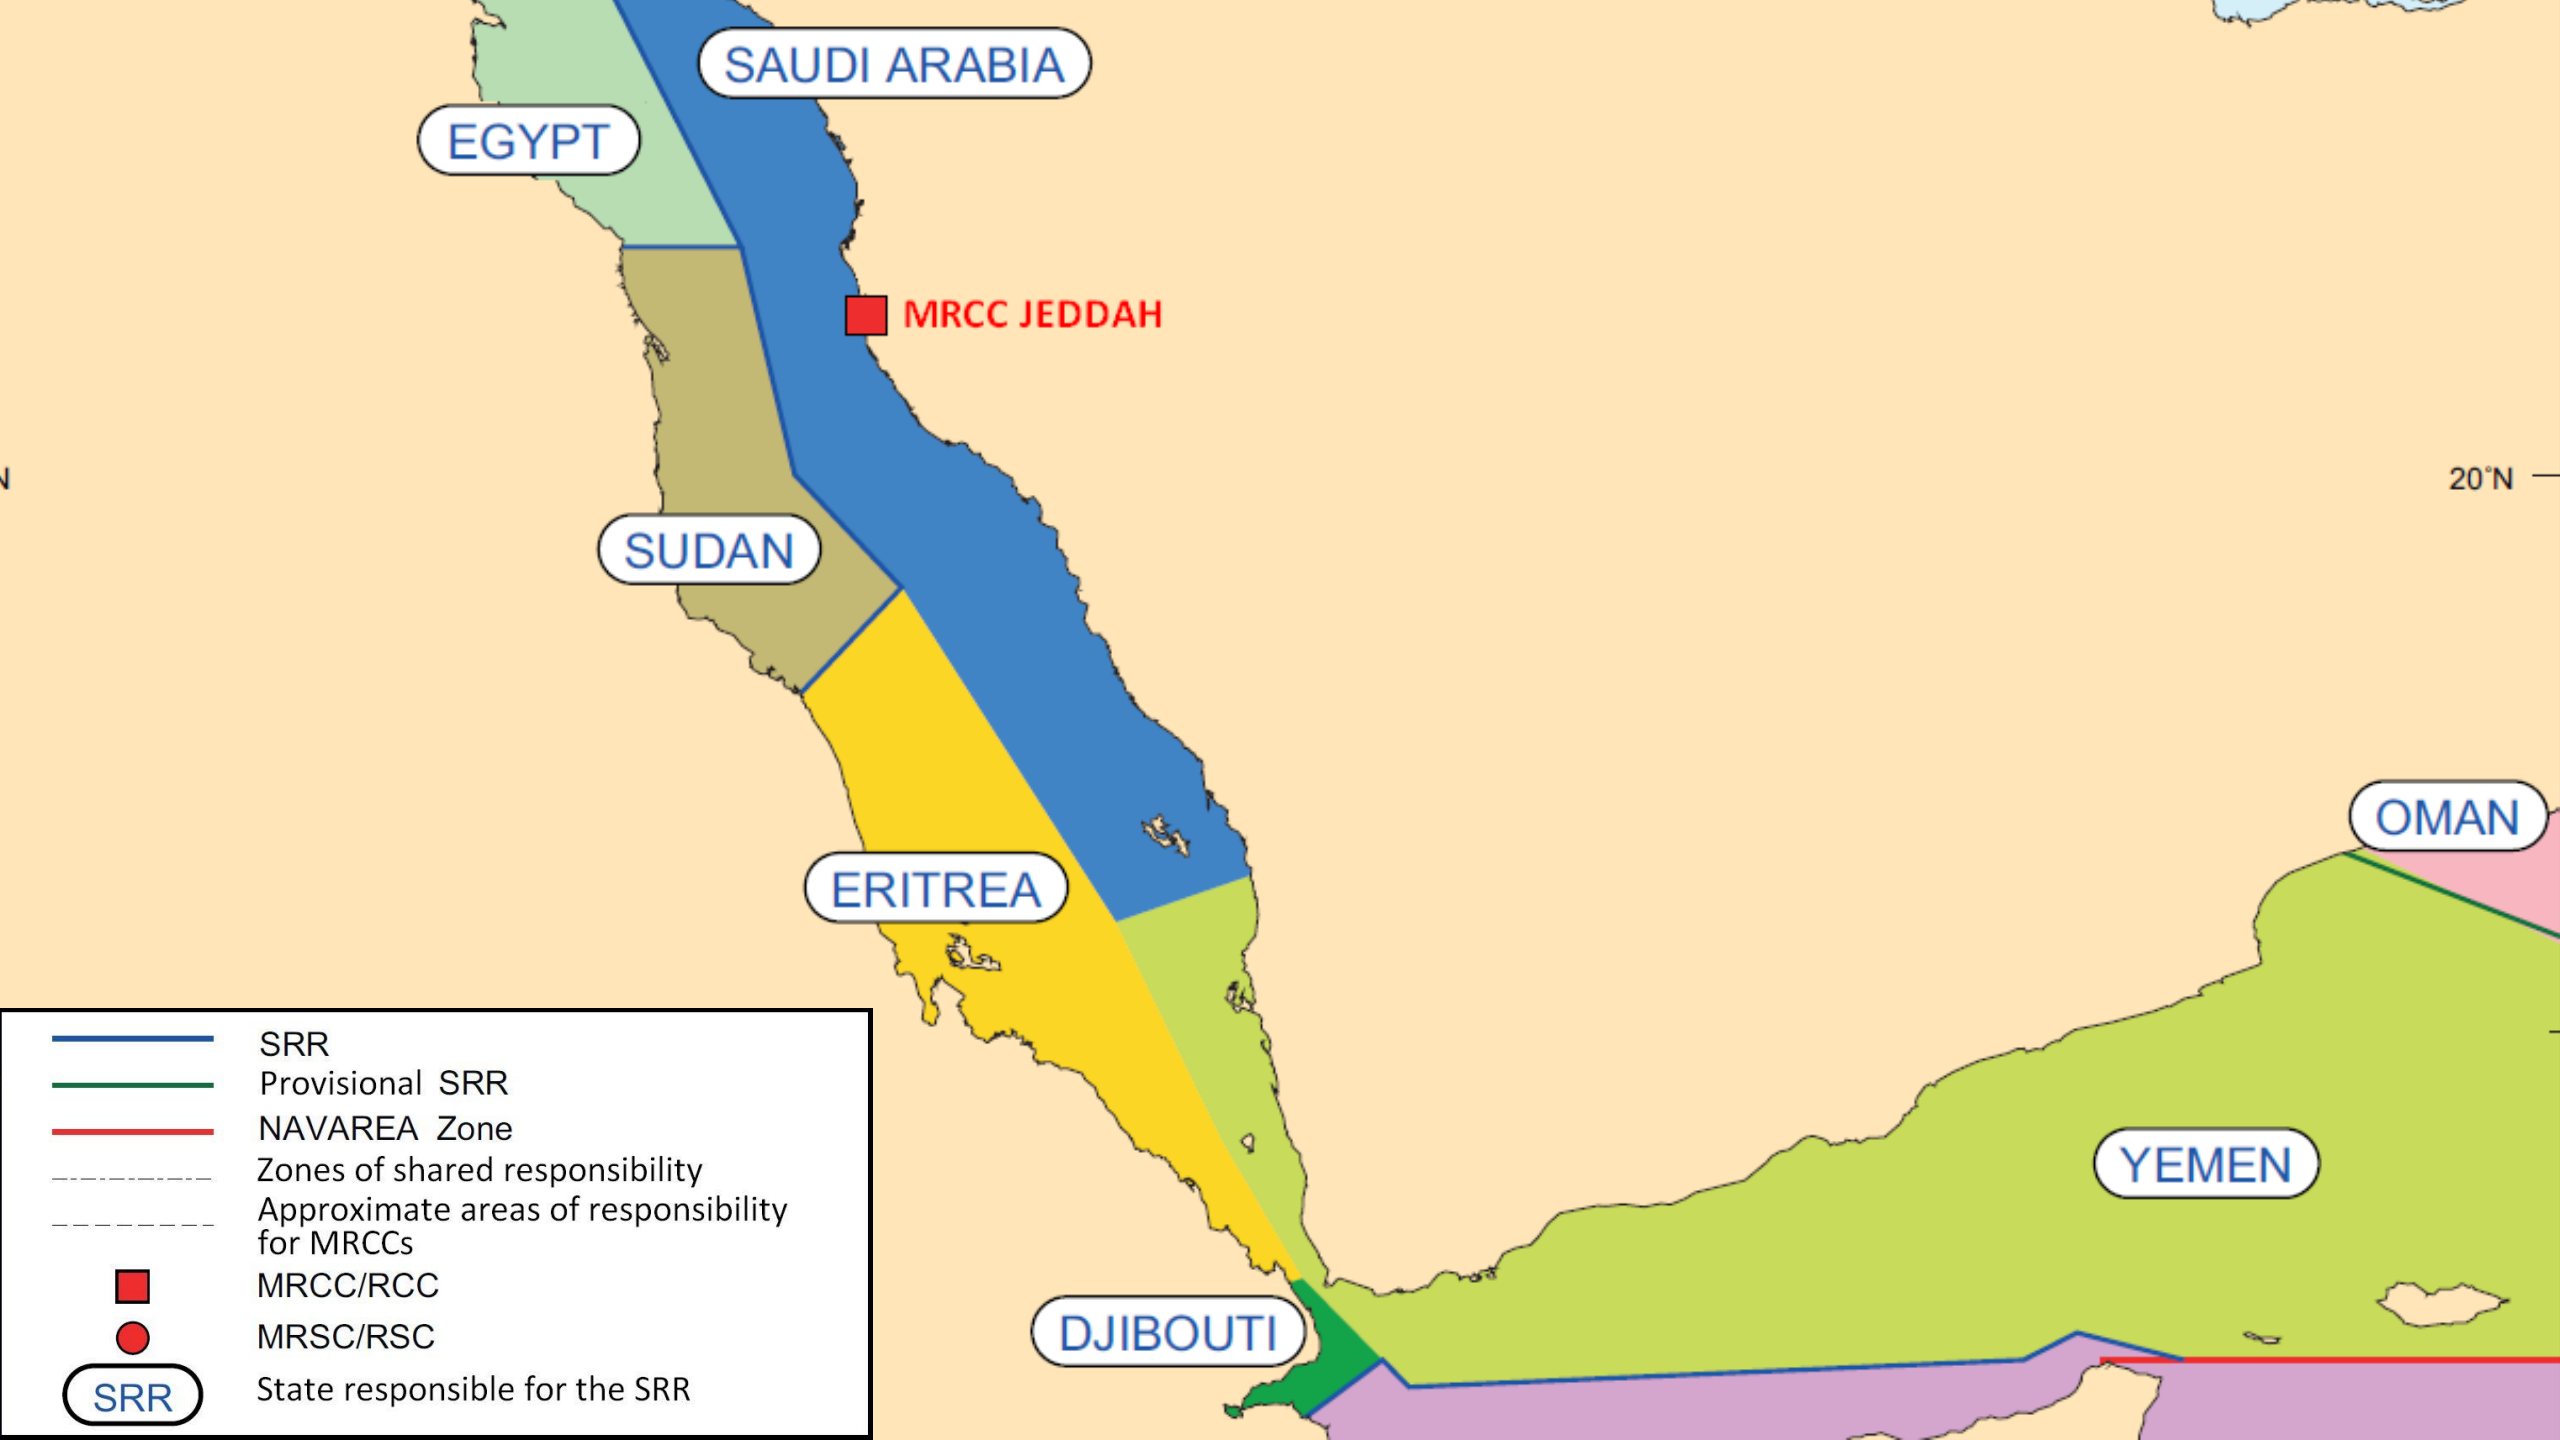 SAUDI ARABIA
EGYPT
MRCC JEDDAH
N
20°N
SUDAN
OMAN
ERITREA
YEMEN
DJIBOUTI
SRR
Provisional SRR
NAVAREA Zone
Zones of shared responsibility
Approximate areas of responsibility
for MRCCs
MRCC/RCC
MRSC/RSC
SRR State responsible for the SRR